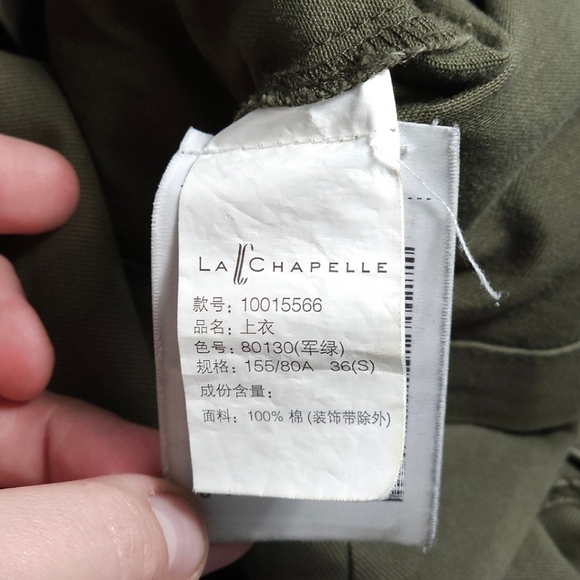 LA CHAPELLE
款号: 10015566
品名: 上衣
色号: 80130(军绿)
规格: 155/80A 36(S)
成份含量:
面料: 100% 棉 (装饰带除外)